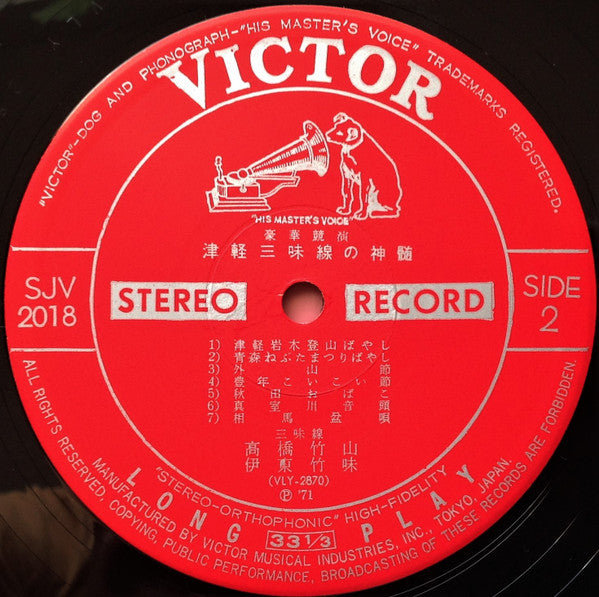 "VICTOR"–DOG AND PHONOGRAPH–"HIS MASTER'S VOICE" TRADEMARKS REGISTERED.
VICTOR
"HIS MASTER'S VOICE"
豪華競演
津軽三味線の神髄
SJV
2018
STEREO RECORD
SIDE
2
1) 津軽岩木登山ばやし
2) 青森ねぶたまつりばやし
3) 外山節
4) 豊年こいこい節
5) 秋田おばこ
6) 真室川音頭
7) 相馬盆唄
三味線
高橋竹山
伊東竹味
(VLY-2870)
Ⓟ '71
"STEREO-ORTHOPHONIC" HIGH-FIDELITY
LONG 33 1/3 PLAY
ALL RIGHTS RESERVED. MANUFACTURED BY VICTOR MUSICAL INDUSTRIES, INC., TOKYO, JAPAN.
UNAUTHORIZED, COPYING, PUBLIC PERFORMANCE, BROADCASTING OF THESE RECORDS ARE FORBIDDEN